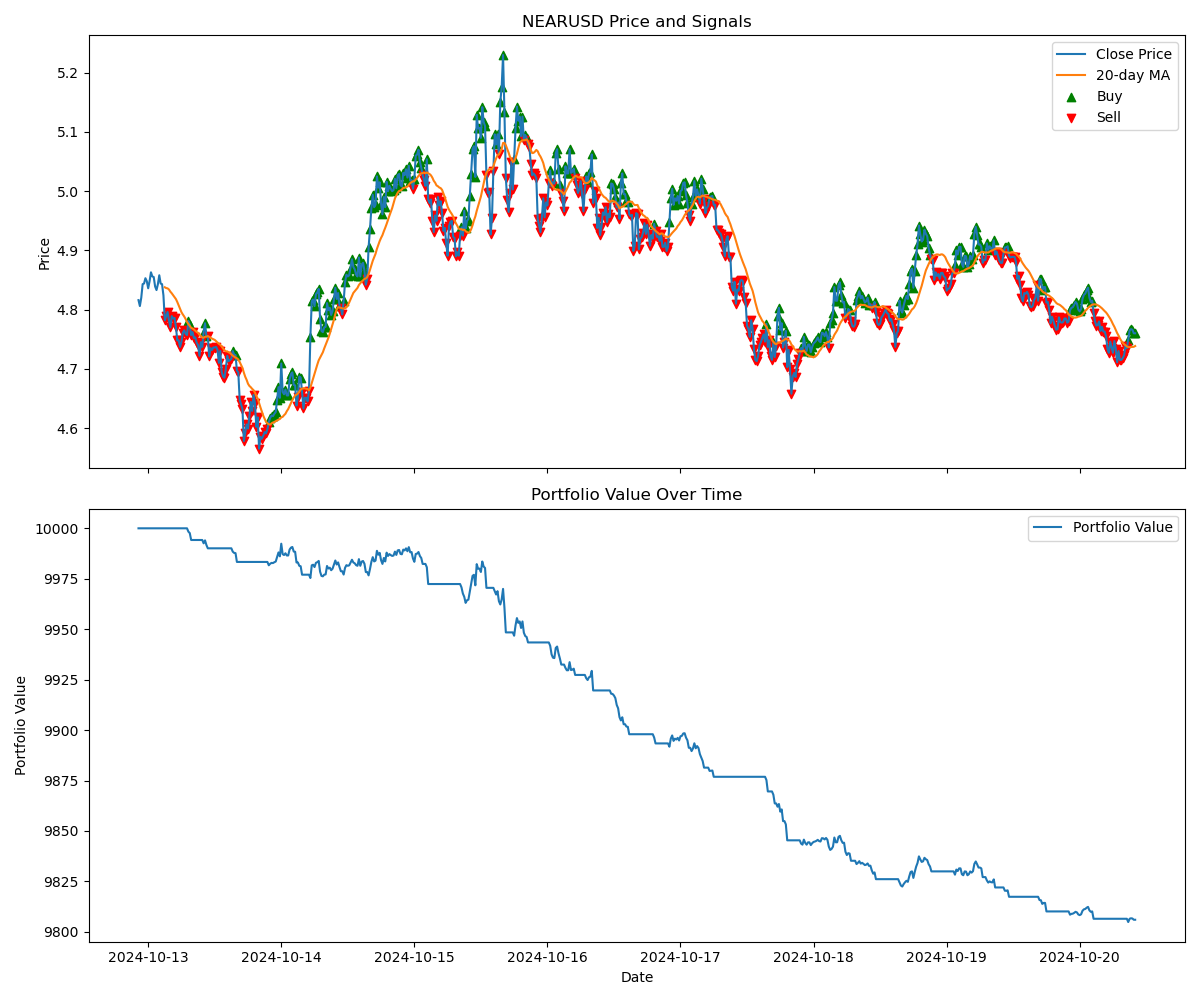 NEARUSD Price and Signals
Price
5.2
5.1
5.0
4.9
4.8
4.7
4.6
Close Price
20-day MA
Buy
Sell
Portfolio Value Over Time
Portfolio Value
10000
9975
9950
9925
9900
9875
9850
9825
9800
Portfolio Value
2024-10-13 2024-10-14 2024-10-15 2024-10-16 2024-10-17 2024-10-18 2024-10-19 2024-10-20
Date